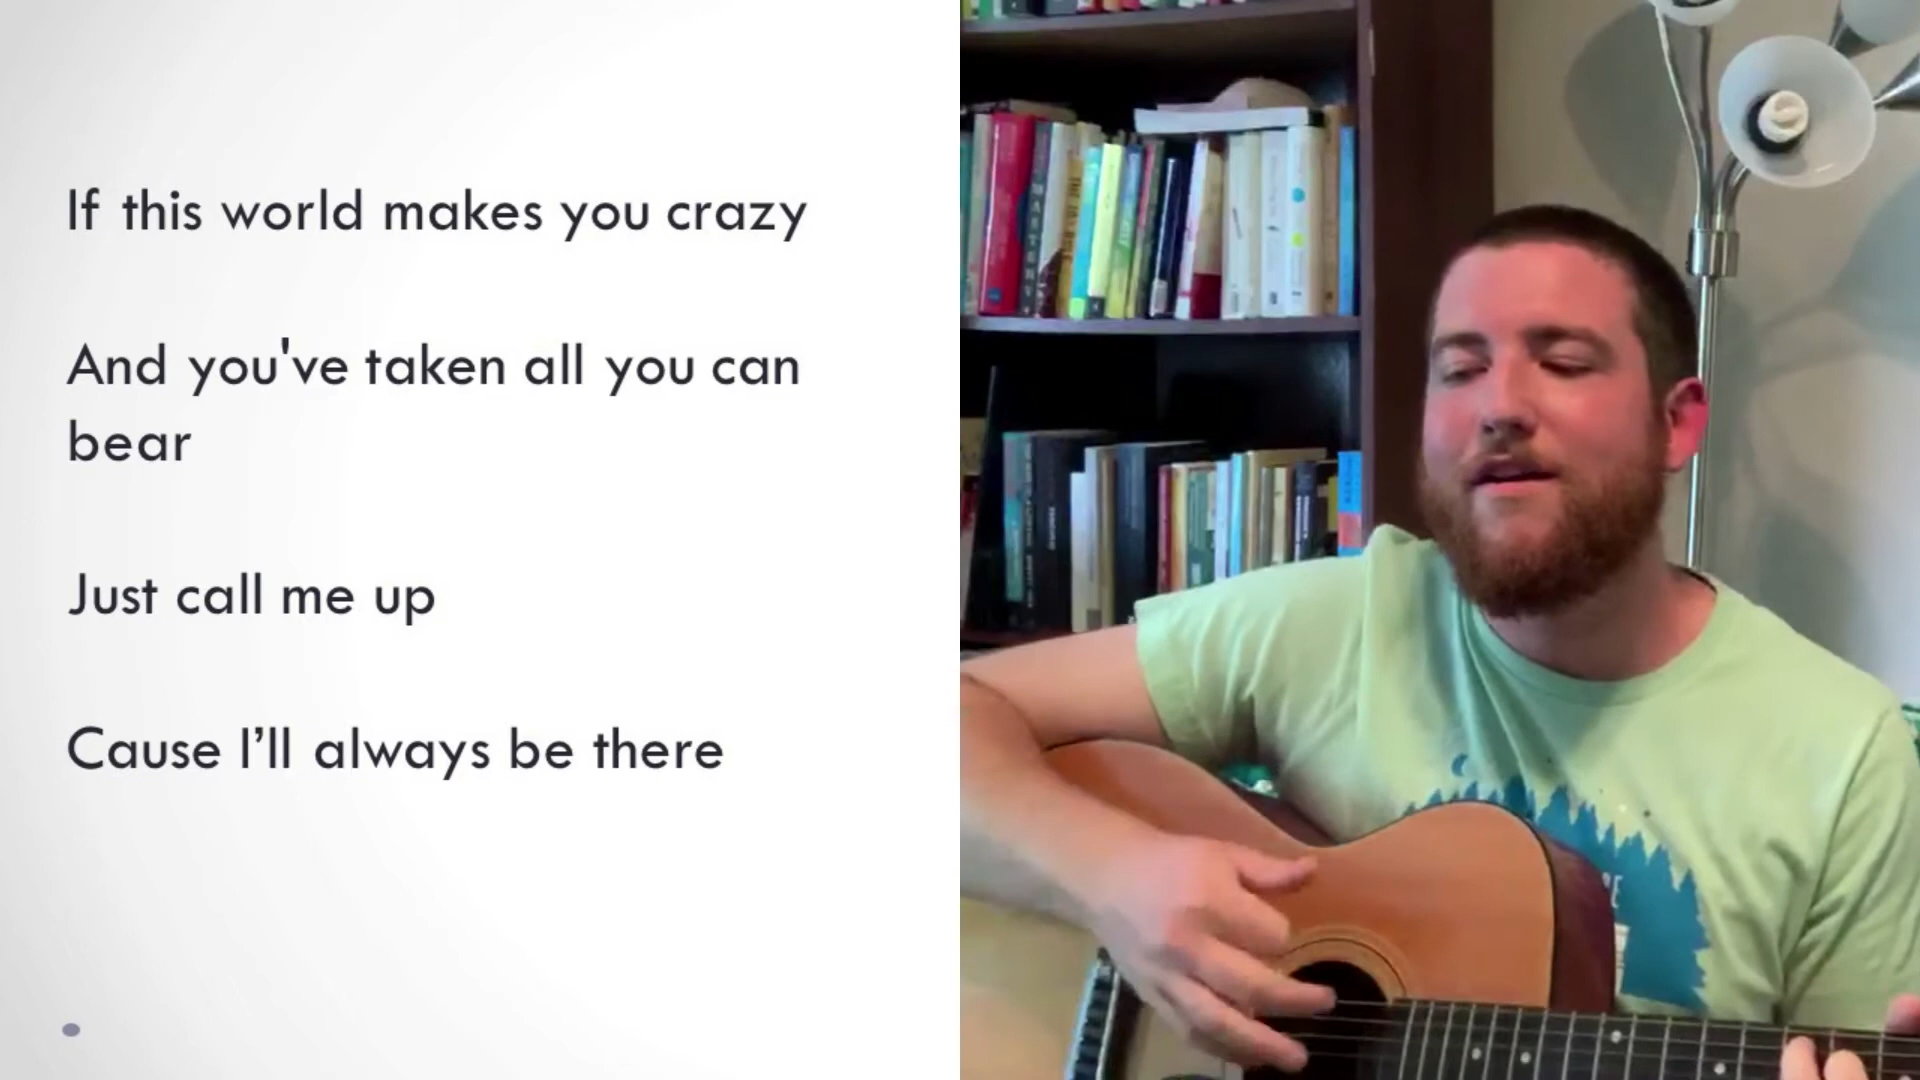 If this world makes you crazy
And you've taken all you can
bear
Just call me up
Cause I’ll always be there